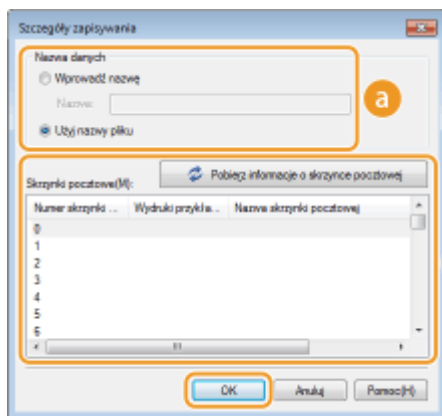 Szczegóły zapisywania
Nazwa danych
Wprowadź nazwę
Nazwa:
a
Użyj nazwy pliku
Skrzynki pocztowe(M):
Pobierz informacje o skrzynce pocztowej
Numer skrzynki ... Wydruki przykła... Nazwa skrzynki pocztowej
0
1
2
3
4
5
6
OK Anuluj Pomoc(H)